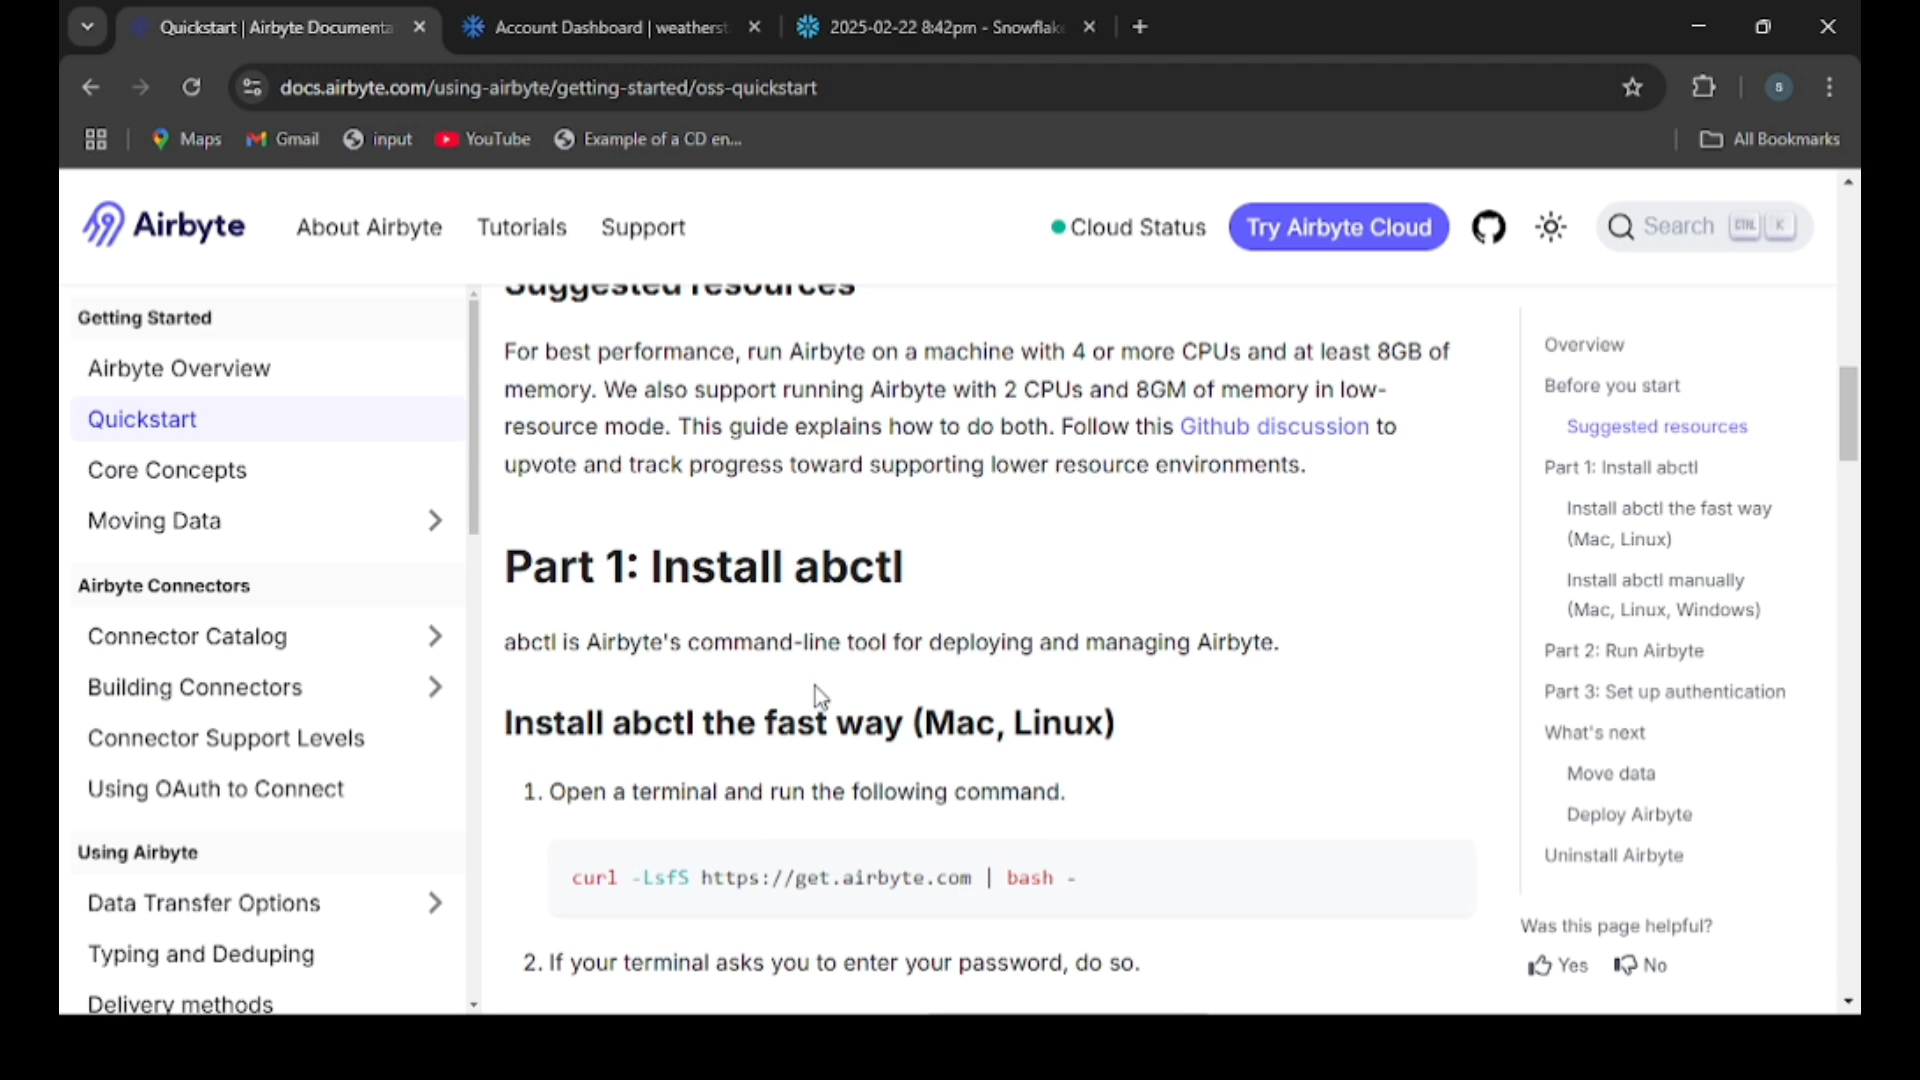 Quickstart | Airbyte Documenta
Account Dashboard | weatherst
2025-02-22 8:42pm - Snowflake
docs.airbyte.com/using-airbyte/getting-started/oss-quickstart
s
Maps
Gmail
input
YouTube
Example of a CD en...
All Bookmarks
Airbyte
About Airbyte
Tutorials
Support
Cloud Status
Try Airbyte Cloud
Search
CTRL
K
Getting Started
Airbyte Overview
Quickstart
Core Concepts
Moving Data
Airbyte Connectors
Connector Catalog
Building Connectors
Connector Support Levels
Using OAuth to Connect
Using Airbyte
Data Transfer Options
Typing and Deduping
Delivery methods
Suggested resources
For best performance, run Airbyte on a machine with 4 or more CPUs and at least 8GB of
memory. We also support running Airbyte with 2 CPUs and 8GM of memory in low-
resource mode. This guide explains how to do both. Follow this Github discussion to
upvote and track progress toward supporting lower resource environments.
Part 1: Install abctl
abctl is Airbyte's command-line tool for deploying and managing Airbyte.
Install abctl the fast way (Mac, Linux)
1. Open a terminal and run the following command.
curl -LsfS https://get.airbyte.com | bash -
2. If your terminal asks you to enter your password, do so.
Overview
Before you start
Suggested resources
Part 1: Install abctl
Install abctl the fast way
(Mac, Linux)
Install abctl manually
(Mac, Linux, Windows)
Part 2: Run Airbyte
Part 3: Set up authentication
What's next
Move data
Deploy Airbyte
Uninstall Airbyte
Was this page helpful?
Yes
No